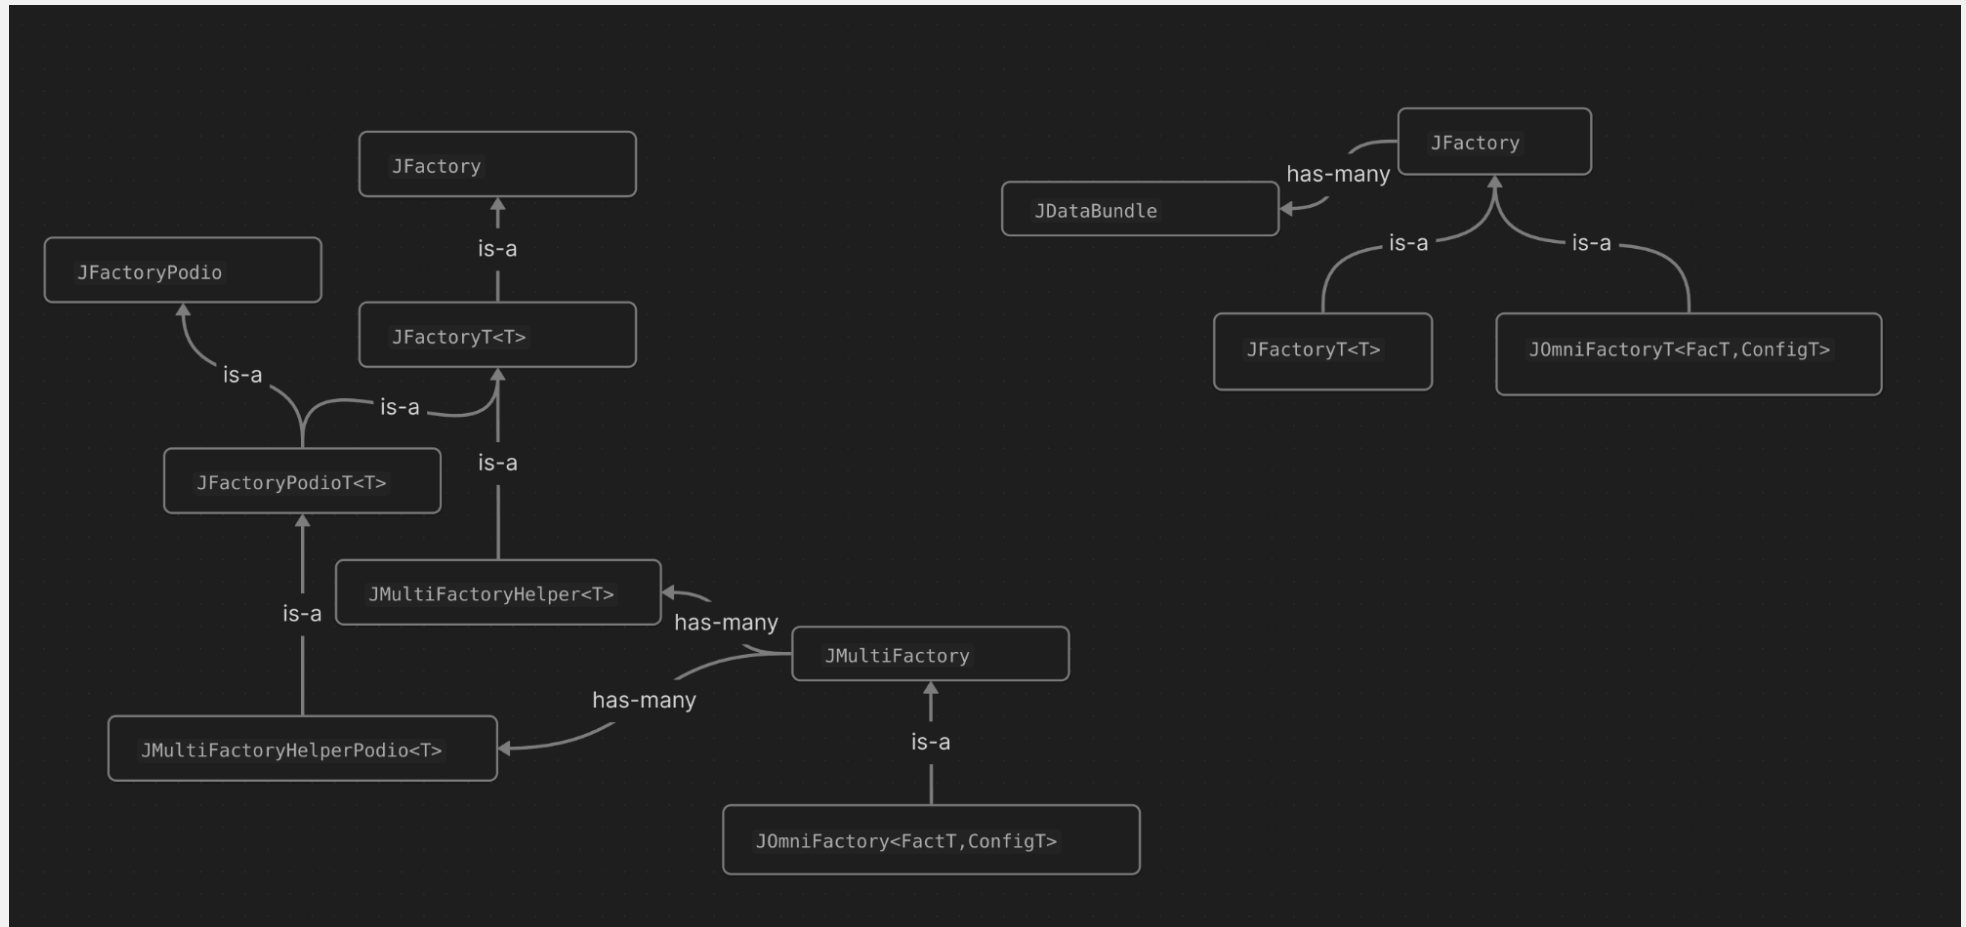 JFactory
is-a
JFactoryPodio
JFactoryT<T>
is-a
is-a
is-a
JFactoryPodioT<T>
JMultiFactoryHelper<T>
is-a
has-many
JMultiFactory
has-many
JMultiFactoryHelperPodio<T>
is-a
JOmniFactory<FactT,ConfigT>
JFactory
has-many
JDataBundle
is-a
is-a
JFactoryT<T>
JOmniFactoryT<FacT,ConfigT>